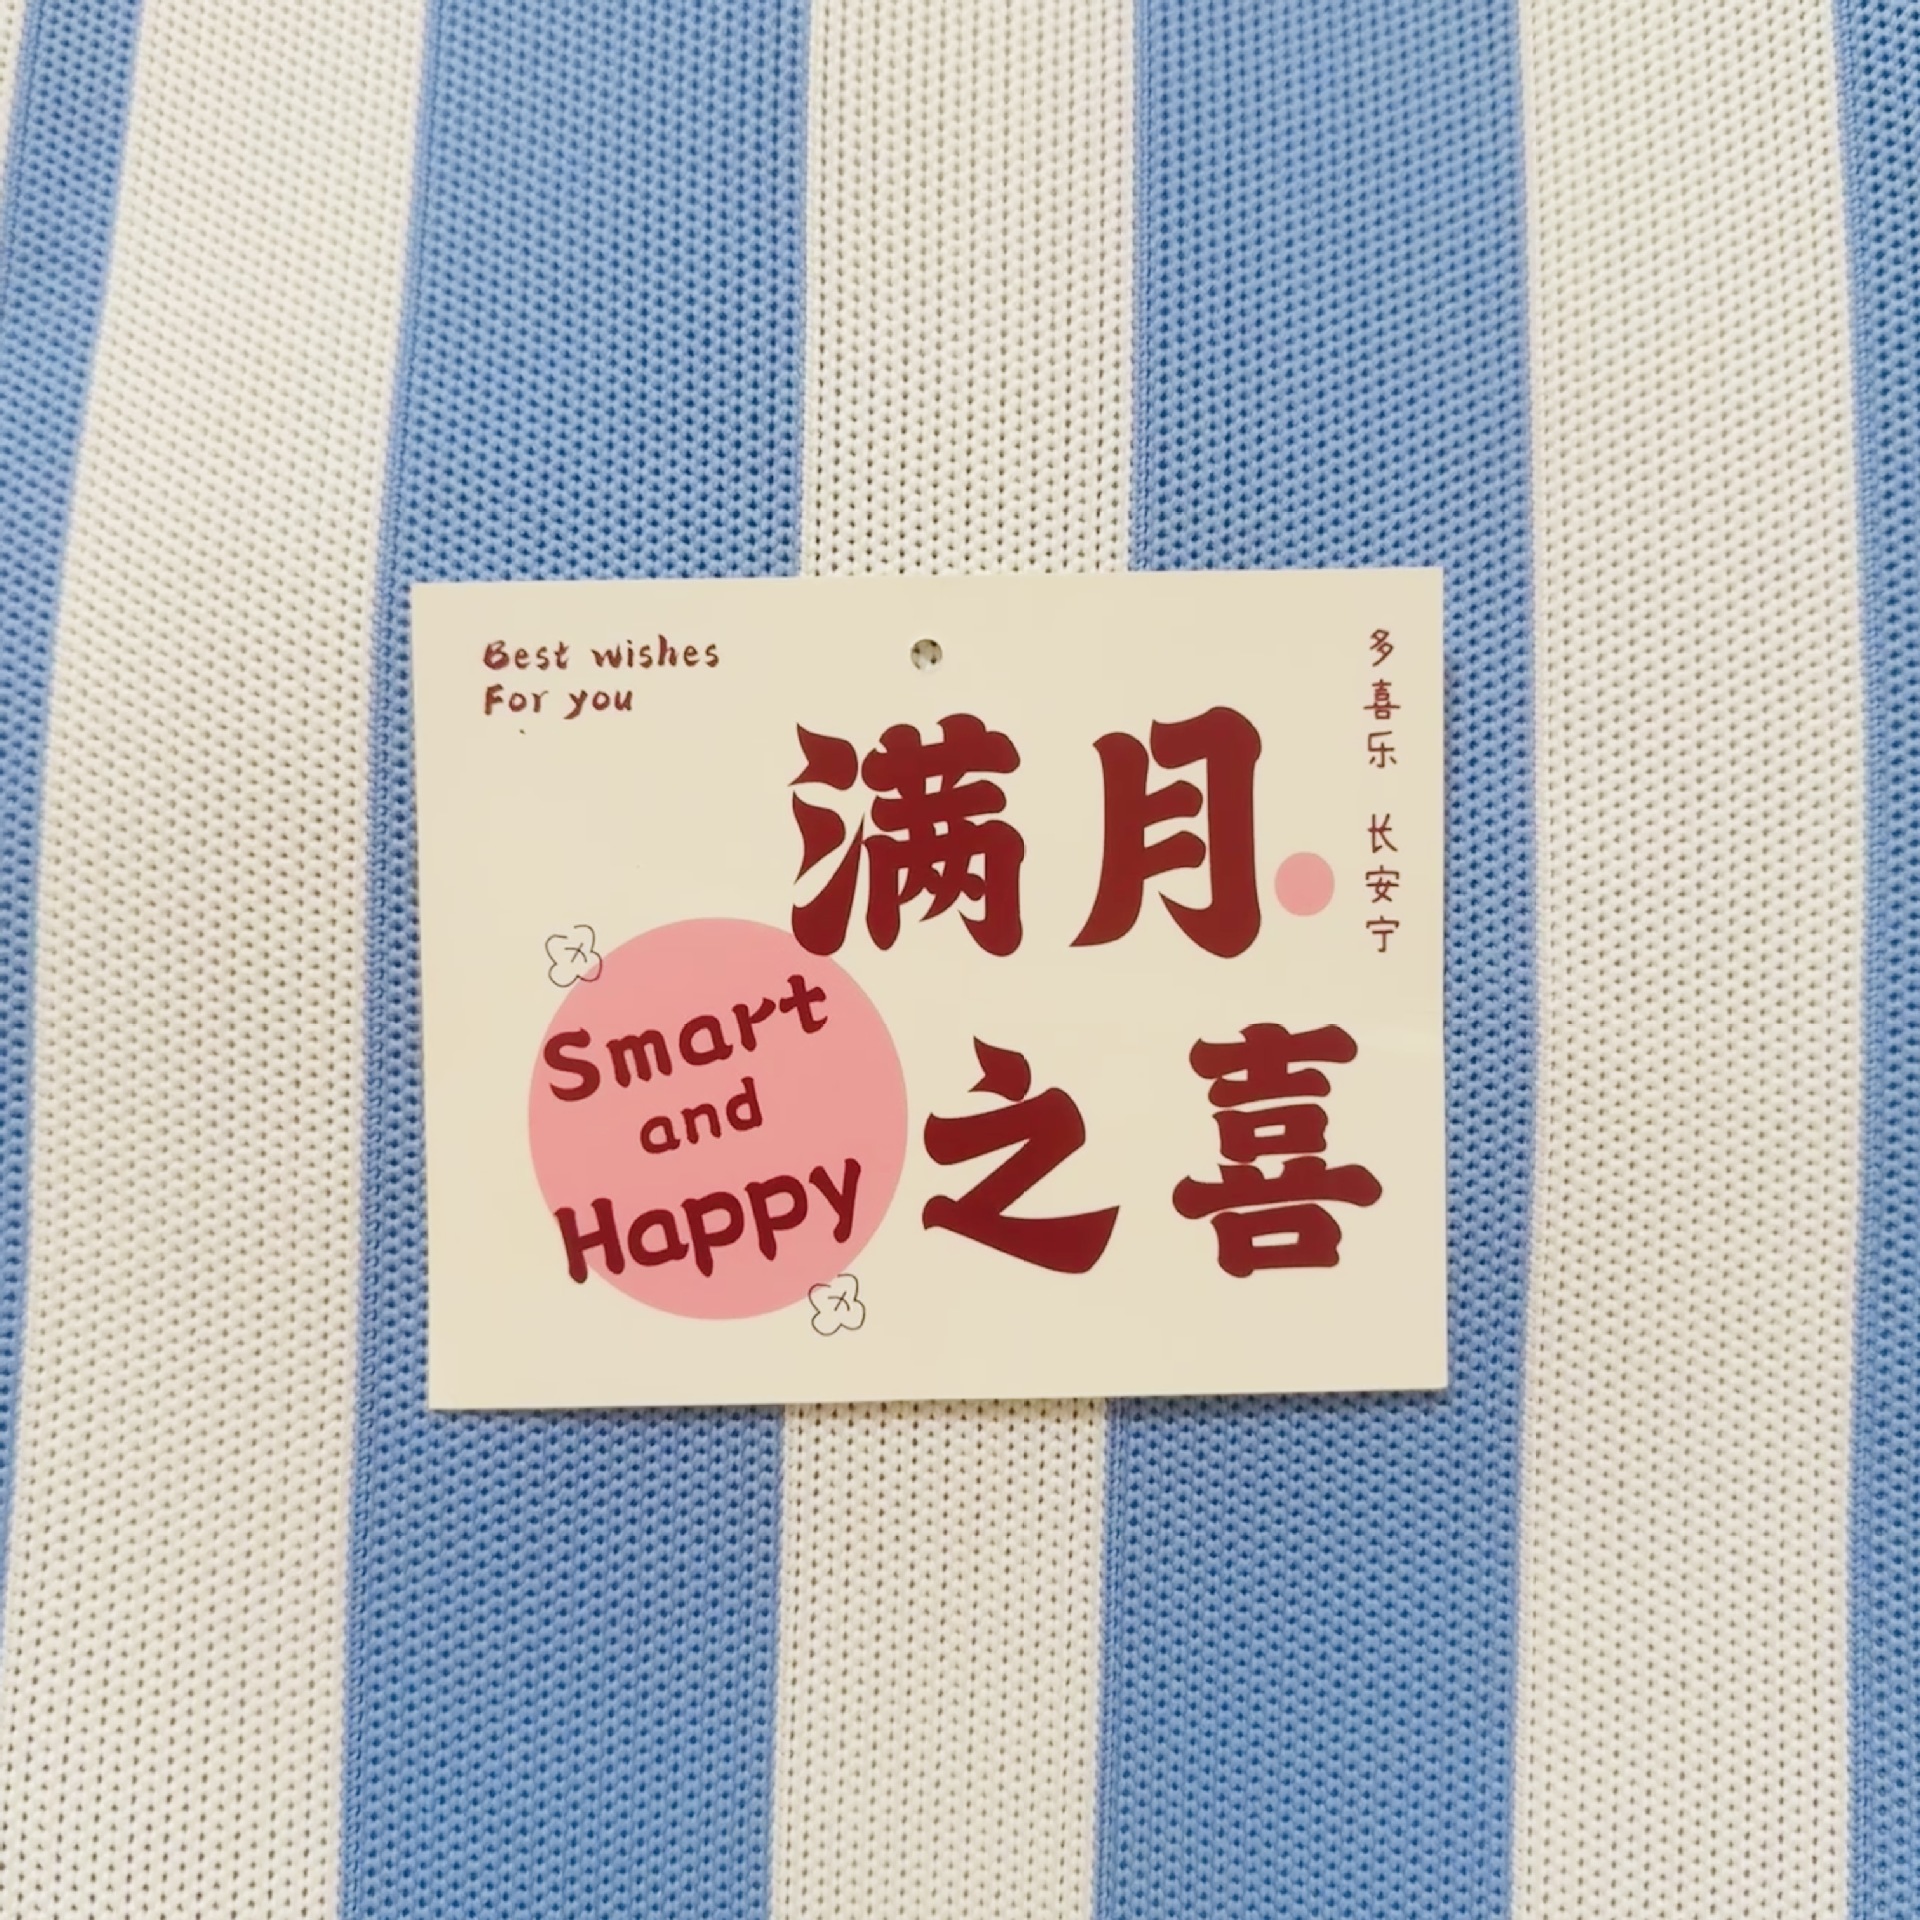 Best wishes
For you
满月
之喜
Smart
and
Happy
多喜乐 长安宁